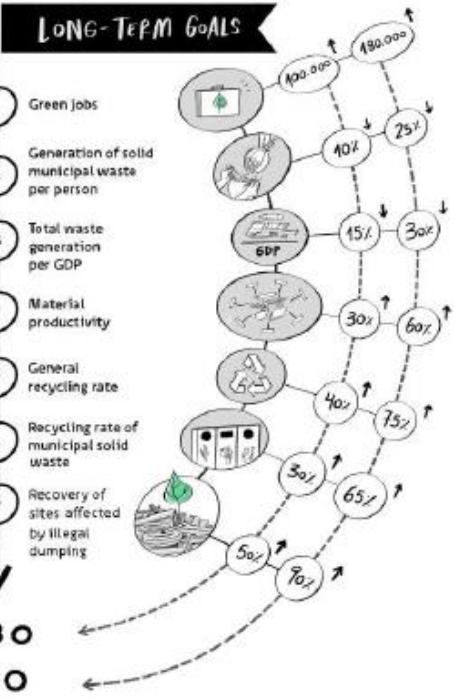 LONG-TERM GOALS
Green jobs
100.000
180.000
Generation of solid
municipal waste
per person
10%
25%
Total waste
generation
per GDP
GDP
15%
30%
Material
productivity
30%
60%
General
recycling rate
40%
75%
Recycling rate of
municipal solid
waste
30%
65%
Recovery of
sites affected
by illegal
dumping
50%
90%